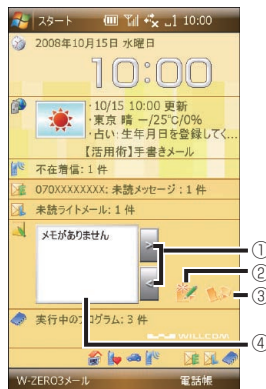 スタート 10:00
2008年10月15日 水曜日
10:00
・10/15 10:00 更新
・東京 晴 ー/25℃/0%
・占い:生年月日を登録してく...
【活用術】手書きメール
不在着信:1 件
070XXXXXXXX:未読メッセージ:1 件
未読ライトメール:1 件
メモがありません
①
②
③
実行中のプログラム:3 件
④
WILLCOM
W-ZERO3メール 電話帳